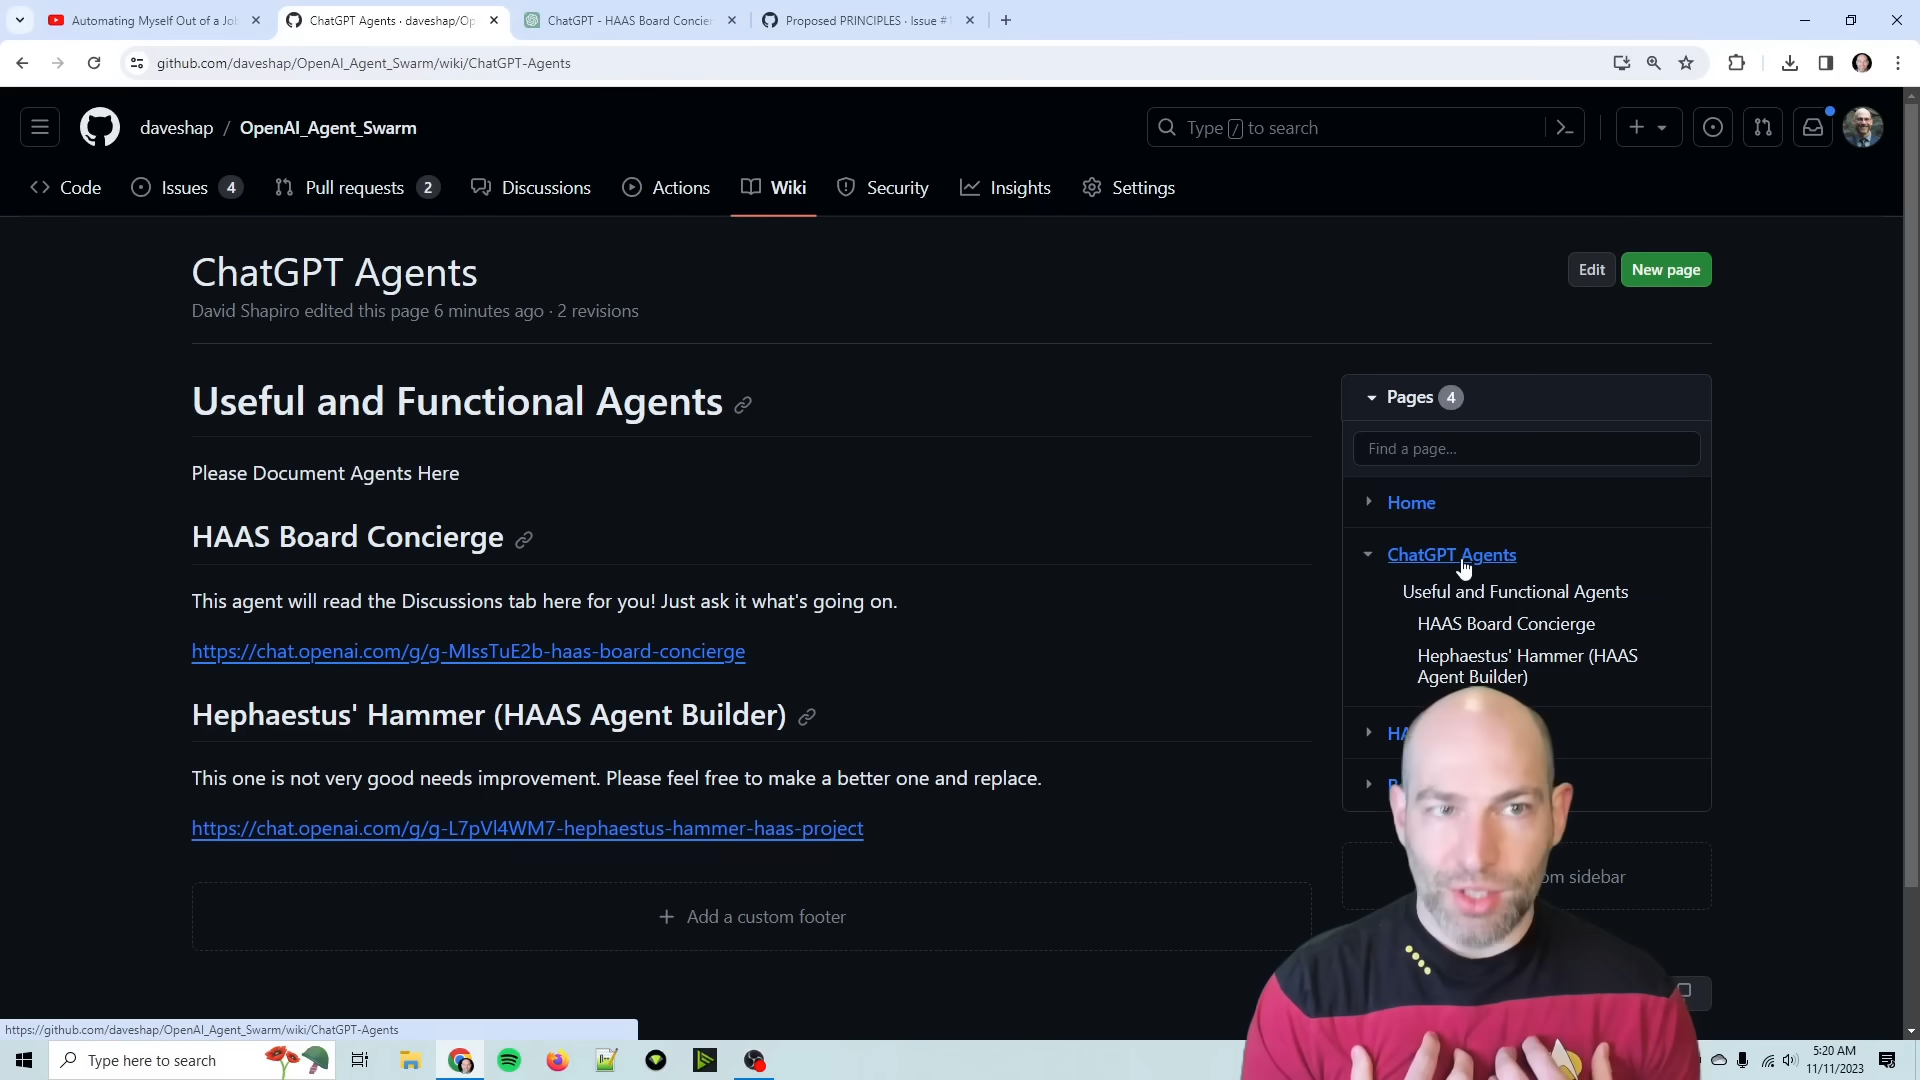 Automating Myself Out of a Jo
ChatGPT Agents · daveshap/Op
ChatGPT - HAAS Board Concier
Proposed PRINCIPLES · Issue #
github.com/daveshap/OpenAI_Agent_Swarm/wiki/ChatGPT-Agents
daveshap / OpenAI_Agent_Swarm
Type / to search
Code
Issues 4
Pull requests 2
Discussions
Actions
Wiki
Security
Insights
Settings
ChatGPT Agents
Edit
New page
David Shapiro edited this page 6 minutes ago · 2 revisions
Useful and Functional Agents
Please Document Agents Here
HAAS Board Concierge
This agent will read the Discussions tab here for you! Just ask it what's going on.
https://chat.openai.com/g/g-MIssTuE2b-haas-board-concierge
Hephaestus' Hammer (HAAS Agent Builder)
This one is not very good needs improvement. Please feel free to make a better one and replace.
https://chat.openai.com/g/g-L7pVl4WM7-hephaestus-hammer-haas-project
Add a custom footer
Pages 4
Find a page...
Home
ChatGPT Agents
Useful and Functional Agents
HAAS Board Concierge
Hephaestus' Hammer (HAAS
Agent Builder)
HA
om sidebar
https://github.com/daveshap/OpenAI_Agent_Swarm/wiki/ChatGPT-Agents
Type here to search
5:20 AM
11/11/2023